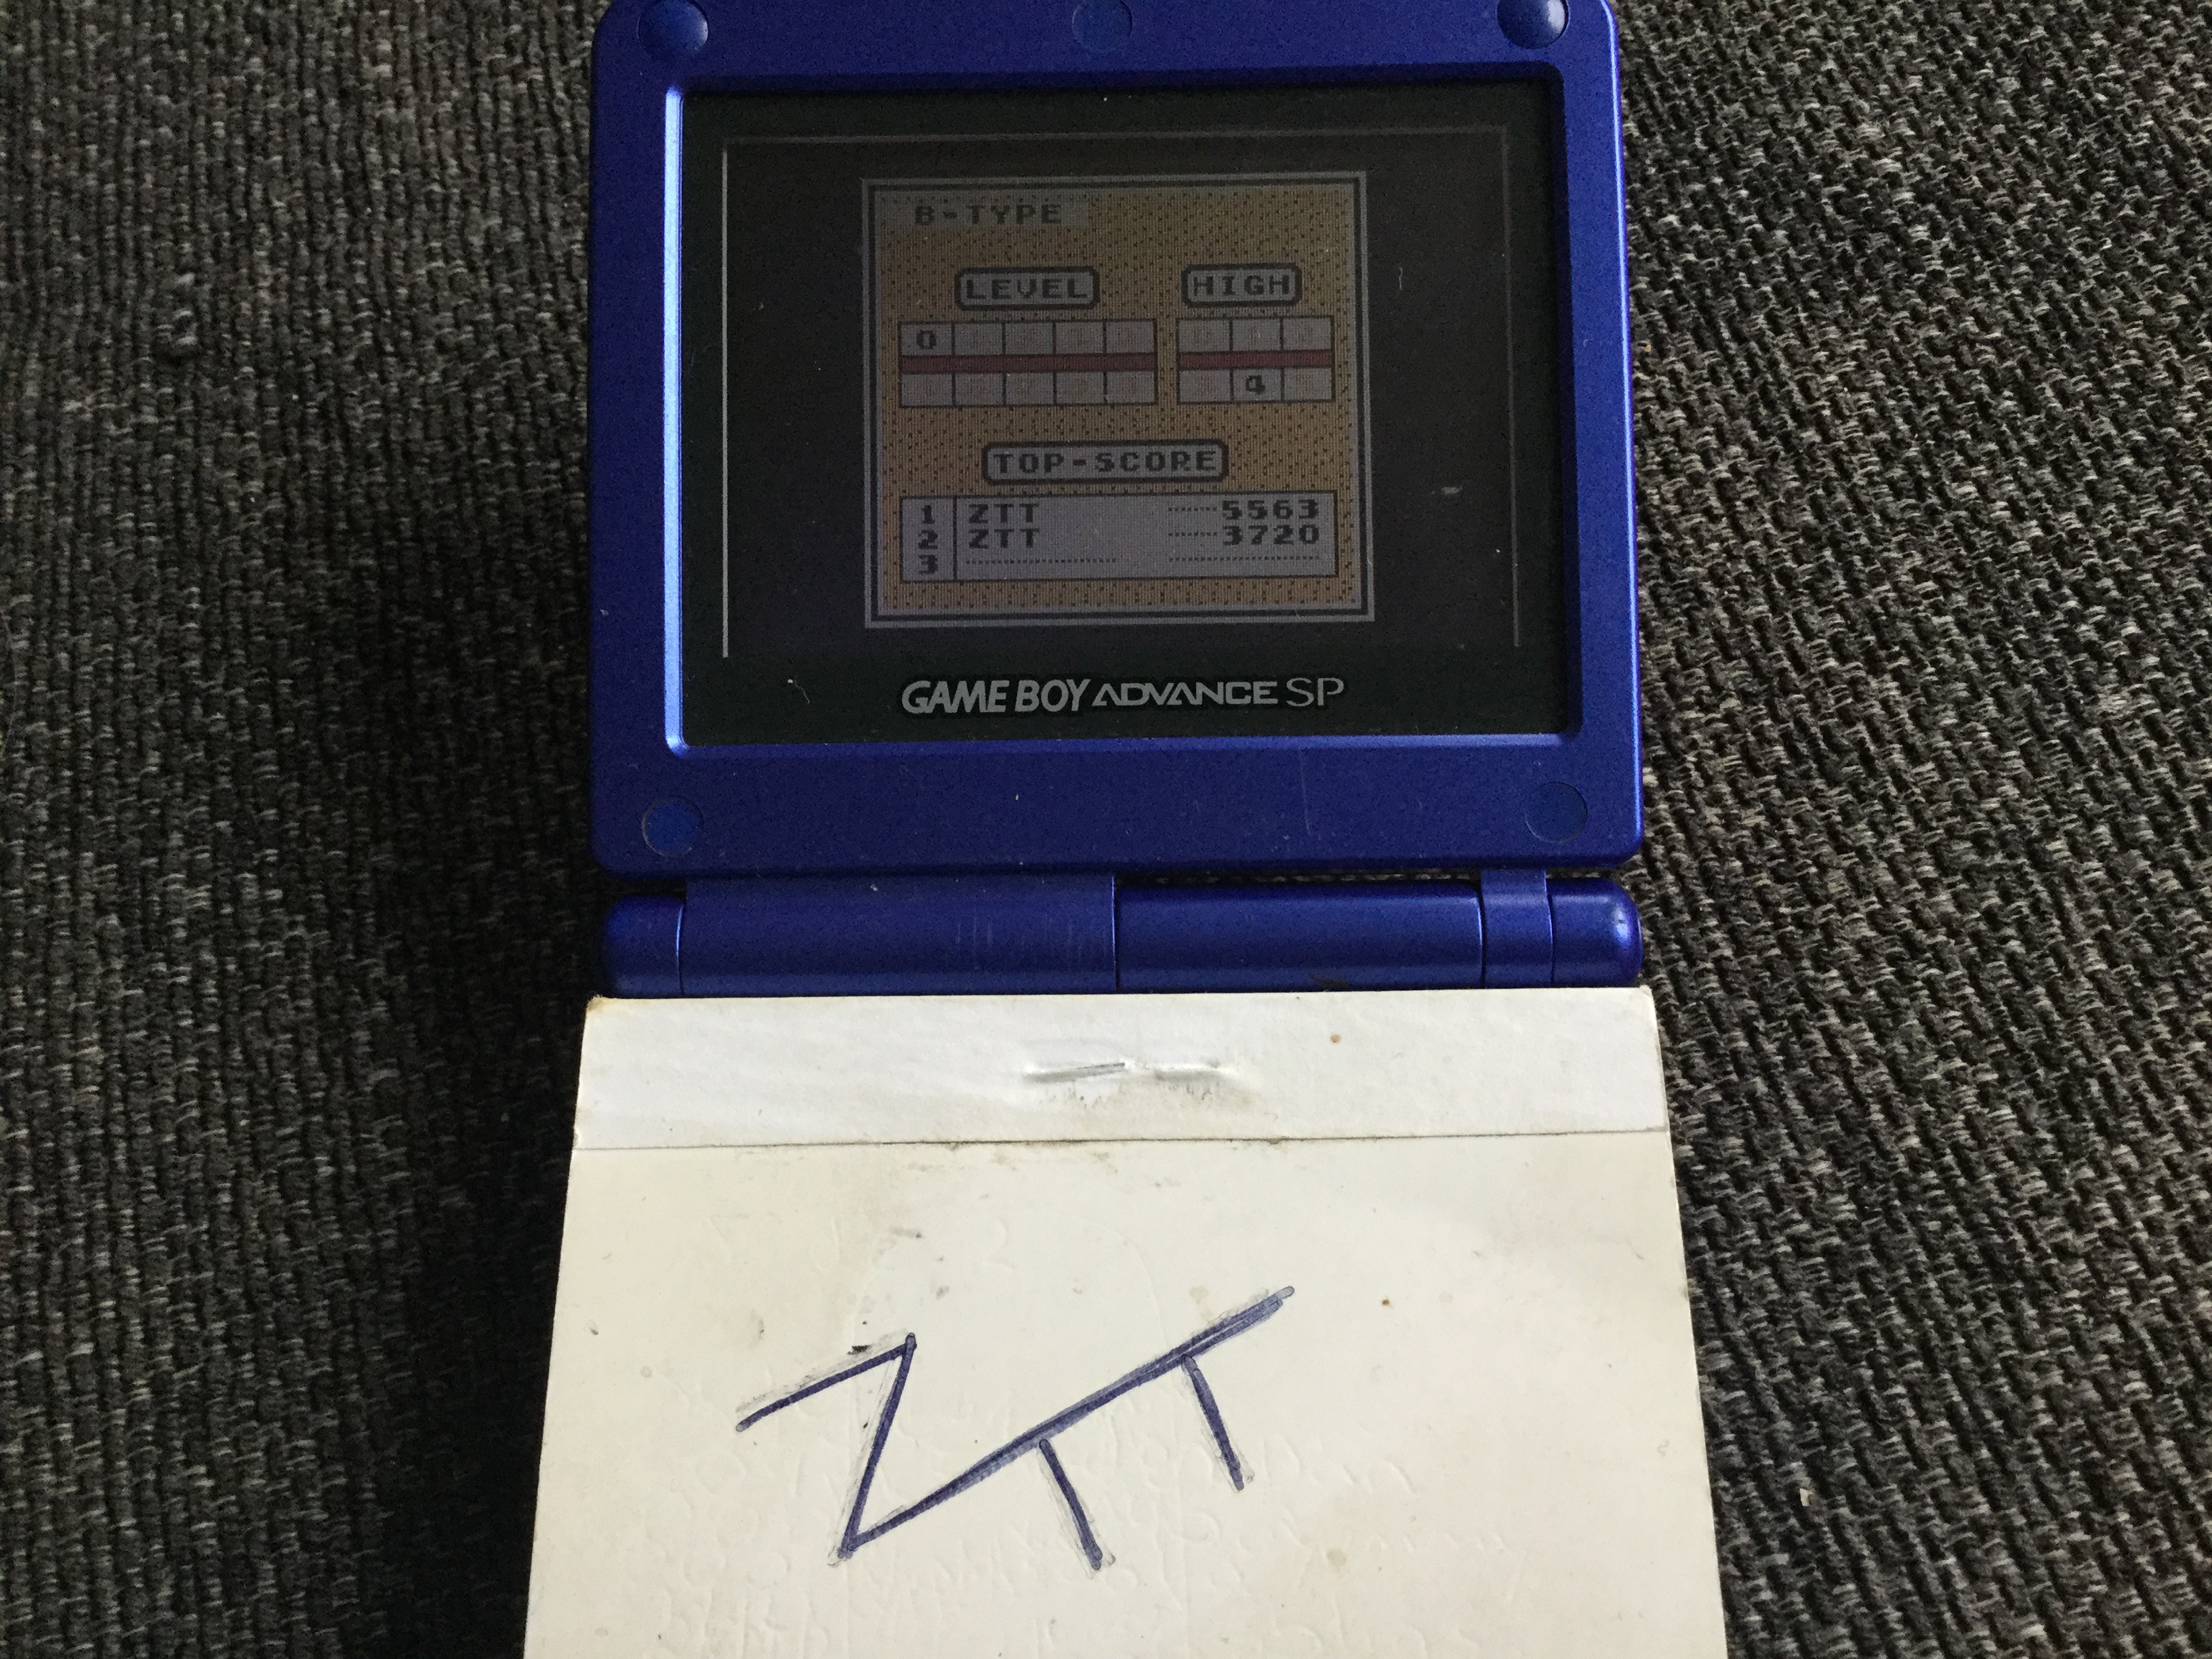 B-TYPE
LEVEL HIGH
0
4
TOP-SCORE
1 ZTT 5563
2 ZTT 3720
3
GAME BOY ADVANCE SP
ZTT